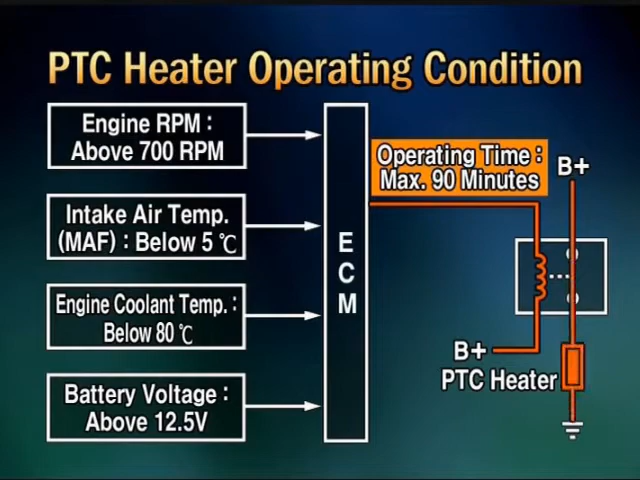 PTC Heater Operating Condition
Engine RPM :
Above 700 RPM
Intake Air Temp.
(MAF) : Below 5 ℃
Engine Coolant Temp. :
Below 80 ℃
Battery Voltage :
Above 12.5V
E
C
M
Operating Time :
Max. 90 Minutes
B+
B+
PTC Heater